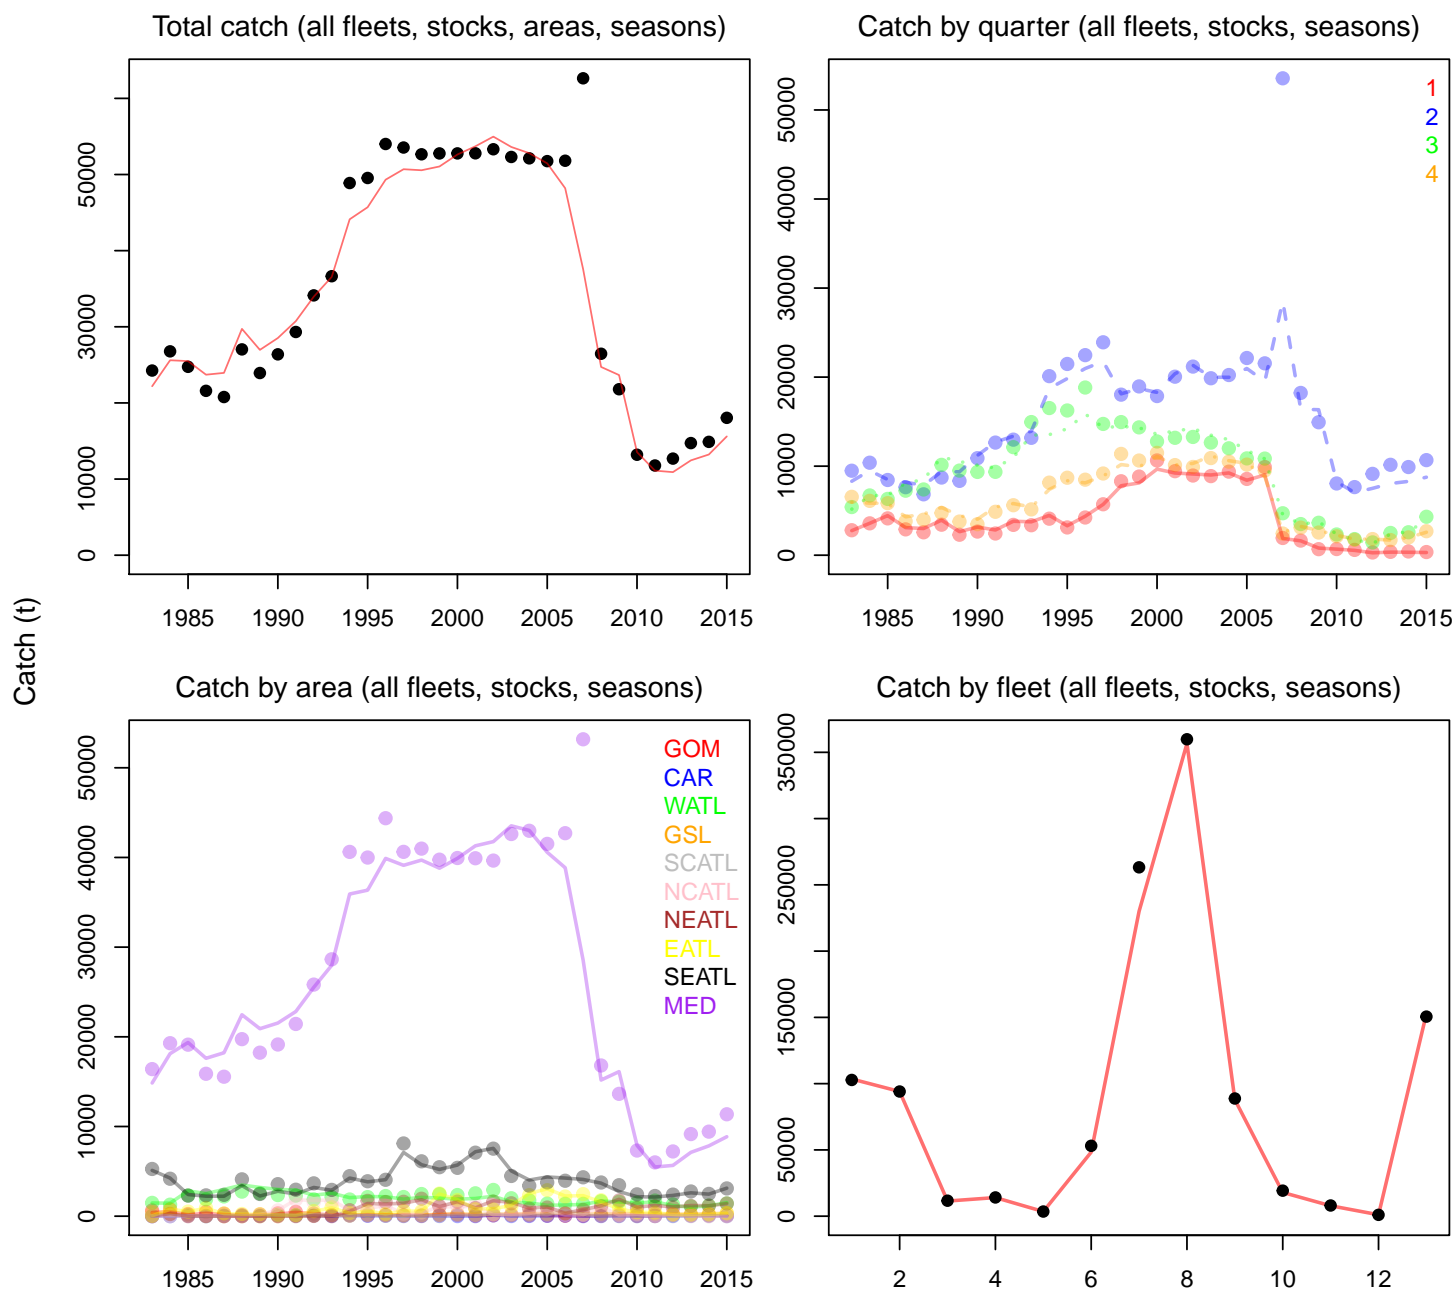 Total catch (all fleets, stocks, areas, seasons)
0
10000
30000
50000
1985 1990 1995 2000 2005 2010 2015
Catch by quarter (all fleets, stocks, seasons)
0
10000
20000
30000
40000
50000
1985 1990 1995 2000 2005 2010 2015
1
2
3
4
Catch (t)
Catch by area (all fleets, stocks, seasons)
0
10000
20000
30000
40000
50000
1985 1990 1995 2000 2005 2010 2015
GOM
CAR
WATL
GSL
SCATL
NCATL
NEATL
EATL
SEATL
MED
Catch by fleet (all fleets, stocks, seasons)
0
50000
150000
250000
350000
2 4 6 8 10 12